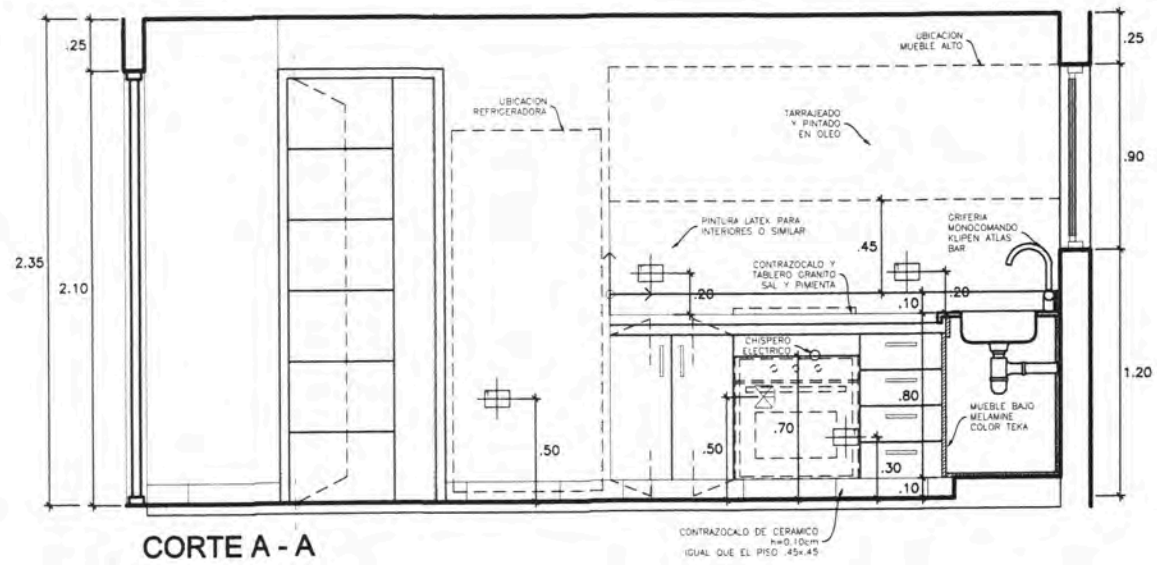 .25
2.35
2.10
UBICACION
REFRIGERADORA
UBICACION
MUEBLE ALTO
TARRAJEADO
Y PINTADO
EN OLEO
.25
.90
1.20
PINTURA LATEX PARA
INTERIORES O SIMILAR
.45
GRIFERIA
MONOCOMANDO
KLIPEN ATLAS
BAR
CONTRAZOCALO Y
TABLERO GRANITO
SAL Y PIMIENTA
.20
.10
.20
CHISPERO
ELECTRICO
.80
MUEBLE BAJO
MELAMINE
COLOR TEKA
.50
.50
.70
.30
.10
CONTRAZOCALO DE CERAMICO
h=0.10cm
IGUAL QUE EL PISO .45x.45
CORTE A - A